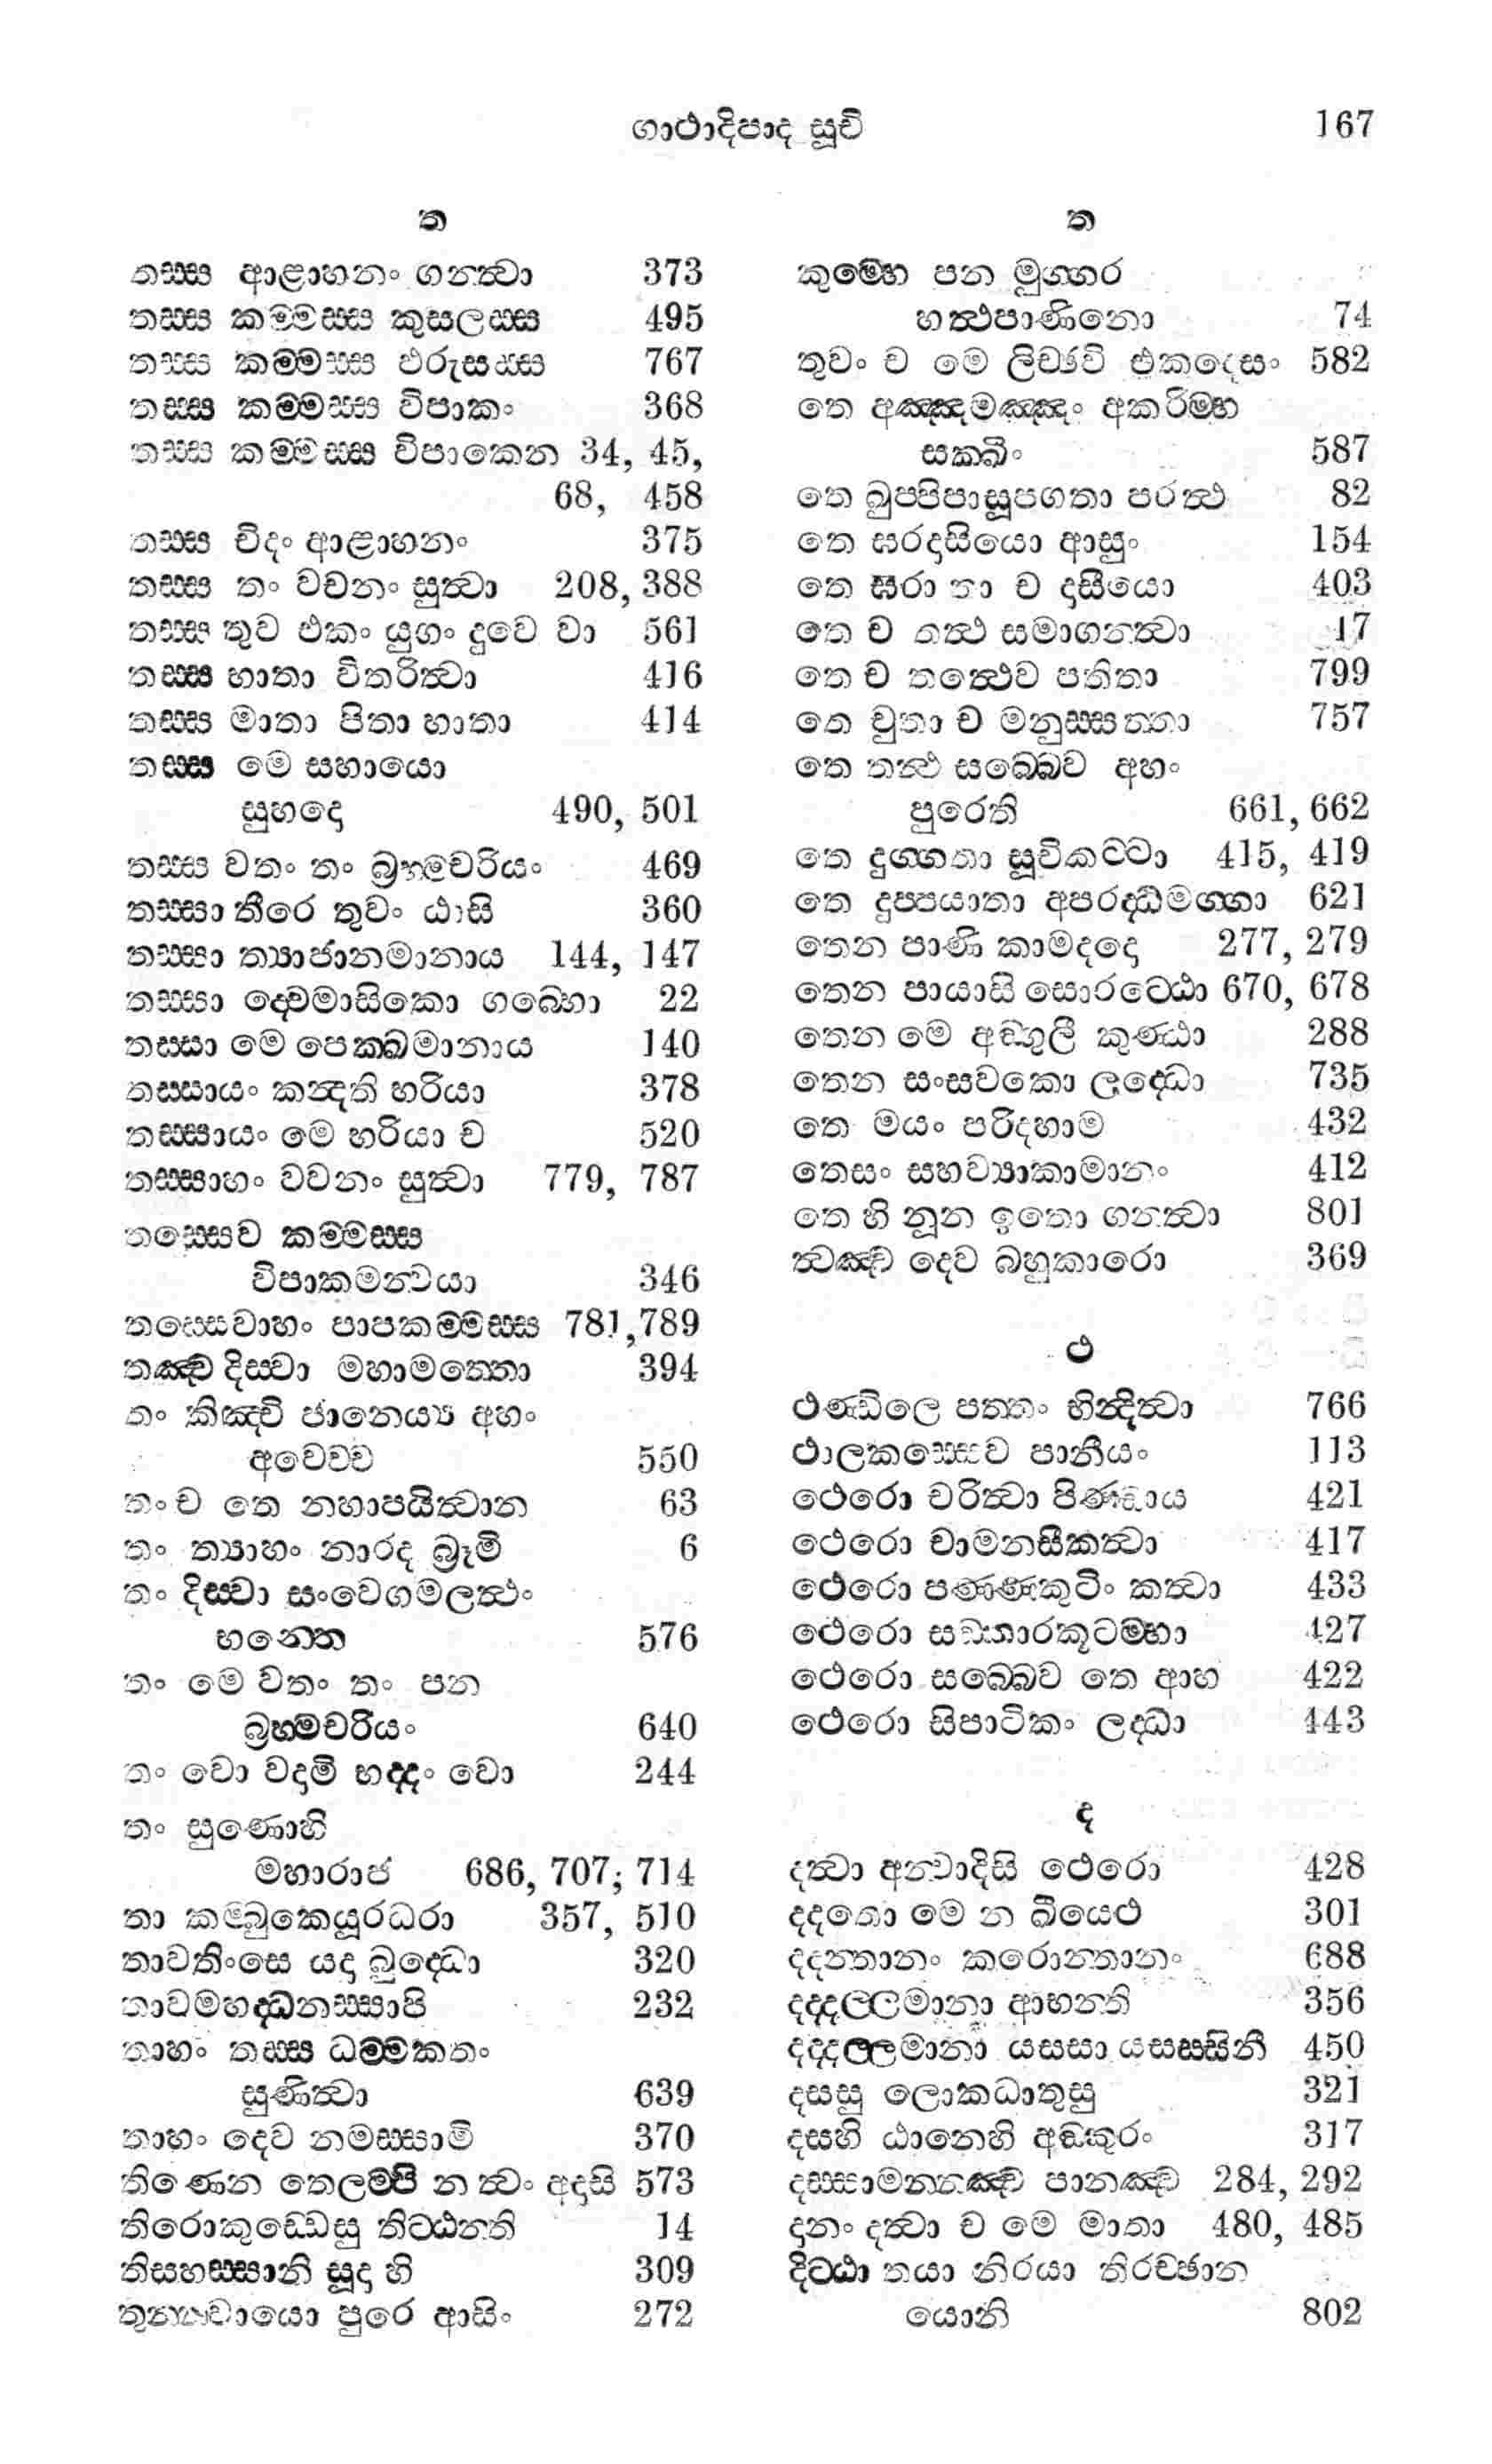 ගාථාදිපාද සූචි 167
ත
තස්ස ආළාහනං ගන්ත්වා 373
තස්ස කම්මස්ස කුසලස්ස 495
තස්ස කම්මස්ස ඵරුසස්ස 767
තස්ස කම්මස්ස විපාකං 368
තස්ස කම්මස්ස විපාකෙන 34, 45,
68, 458
තස්ස චිදං ආළාහනං 375
තස්ස තං වචනං සුත්වා 208, 388
තස්ස තුව එකං යුගං දුවෙ වා 561
තස්ස භාතා විතරිත්වා 416
තස්ස මාතා පිතා භාතා 414
තස්ස මෙ සහායො
සුහදො 490, 501
තස්ස වතං තං බ්‍රහ්මචරියං 469
තස්සා තීරෙ තුවං ඨාසි 360
තස්සා ත්‍යාජානමානාය 144, 147
තස්සා ද්වෙමාසිකො ගබ්භො 22
තස්සා මෙ පෙක්ඛමානාය 140
තස්සායං කන්දති භරියා 378
තස්සායං මෙ භරියා ච 520
තස්සාහං වචනං සුත්වා 779, 787
තස්සෙව කම්මස්ස
විපාකමන්වයා 346
තස්සෙවාහං පාපකම්මස්ස 781,789
තඤ්ච දිස්වා මහාමත්තො 394
තං කිඤ්චි ජානෙය්‍ය අහං
අවෙච්ච 550
තං ච තෙ නහාපයිත්වාන 63
තං ත්‍යාහං නාරද බ්‍රූමි 6
තං දිස්වා සංවෙගමලත්ථං
භන්තෙ 576
තං මෙ වතං තං පන
බ්‍රහ්මචරියං 640
තං වො වදාමි භද්දං වො 244
තං සුණොහි
මහාරාජ 686, 707; 714
තා කම්බුකෙයූරධරා 357, 510
තාවතිංසෙ යදා බුද්ධො 320
තාවමහද්ධනස්සාපි 232
තාහං තස්ස ධම්මකතං
සුණිත්වා 639
තාහං දෙව නමස්සාමි 370
තිණෙන තෙලම්පි න ත්වං අදාසි 573
තිරොකුඩ්ඩෙසු තිට්ඨන්ති 14
තිසහස්සානි සූදා හි 309
තුන්නවායො පුරෙ ආසිං 272
ත
කුම්භෙ පන මුග්ගර
හත්ථපාණිනො 74
තුවං ච මෙ ලිච්ඡවි එකදෙසං 582
තෙ අඤ්ඤමඤ්ඤං අකරිම්හ
සක්ඛිං 587
තෙ ඛුප්පිපාසූපගතා පරත්ථ 82
තෙ ඝරදාසියො ආසුං 154
තෙ ඝරා තා ච දාසියො 403
තෙ ච තත්ථ සමාගන්ත්වා 17
තෙ ච තත්ථෙව පතිතා 799
තෙ චුතා ච මනුස්සත්තා 757
තෙ තත්ථ සබ්බෙව අහං
පුරෙති 661, 662
තෙ දුග්ගතා සූචිකට්ටා 415, 419
තෙ දුප්පයාතා අපරද්ධමග්ගා 621
තෙන පාණි කාමදදො 277, 279
තෙන පායාසි සොරට්ඨො 670, 678
තෙන මෙ අඞ්ගුලී කුණ්ඨා 288
තෙන සංසවකො ලද්ධො 735
තෙ මයං පරිදහාම 432
තෙසං සහව්‍යාකාමානං 412
තෙ හි නූන ඉතො ගන්ත්වා 801
ත්වඤ්ච දෙව බහුකාරො 369
ථ
ථණ්ඩිලෙ පත්තං භින්දිත්වා 766
ථාලකස්සෙව පානීයං 113
ථෙරො චරිත්වා පිණ්ඩාය 421
ථෙරො චාමනසීකත්වා 417
ථෙරො පණ්ණකුටිං කත්වා 433
ථෙරො සඞ්කාරකූටම්හා 427
ථෙරො සබ්බෙව තෙ ආහ 422
ථෙරො සිපාටිකං ලද්ධා 443
ද
දත්වා අන්වාදිසි ථෙරො 428
දදතො මෙ න ඛීයෙථ 301
දදන්තානං කරොන්තානං 688
දද්දල්ලමානා ආභන්ති 356
දද්දල්ලමානා යසසා යසස්සිනී 450
දසසු ලොකධාතුසු 321
දසහි ඨානෙහි අඞ්කුරං 317
දස්සාමන්නඤ්ච පානඤ්ච 284, 292
දානං දත්වා ච මෙ මාතා 480, 485
දිට්ඨා තයා නිරයා තිරච්ඡාන
යොනි 802